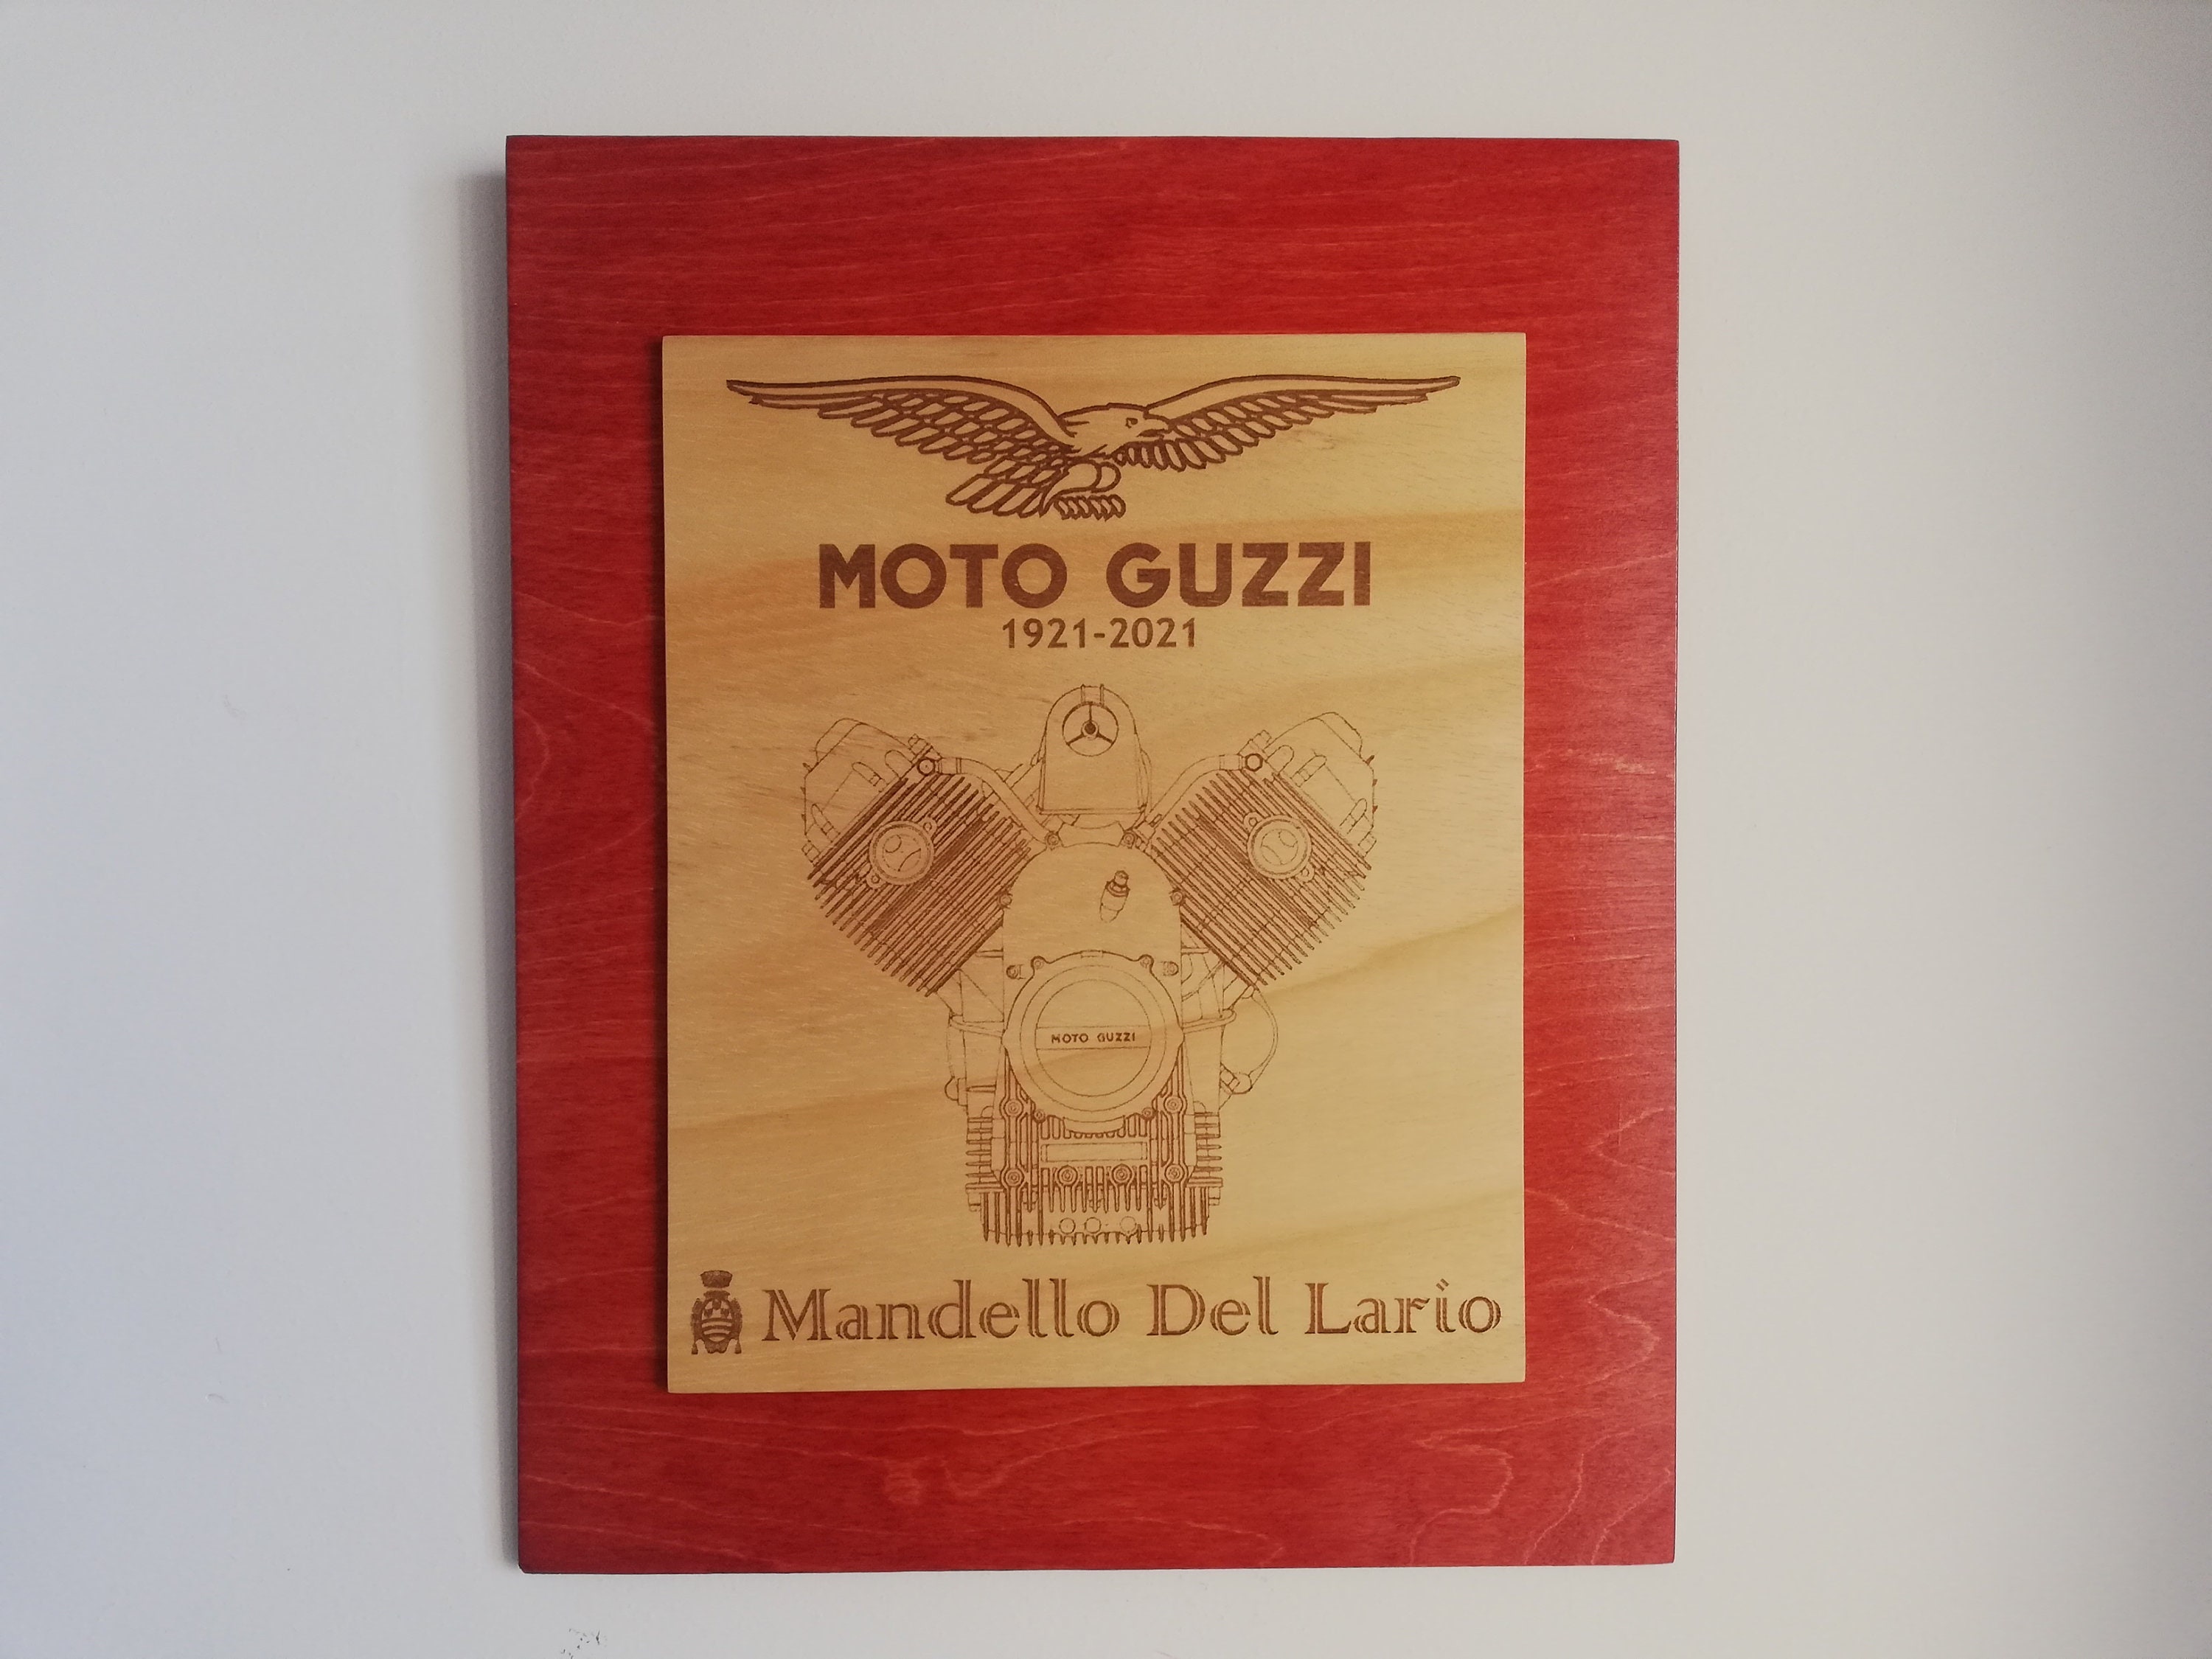 MOTO GUZZI
1921-2021
MOTO GUZZI
Mandello Del Lario